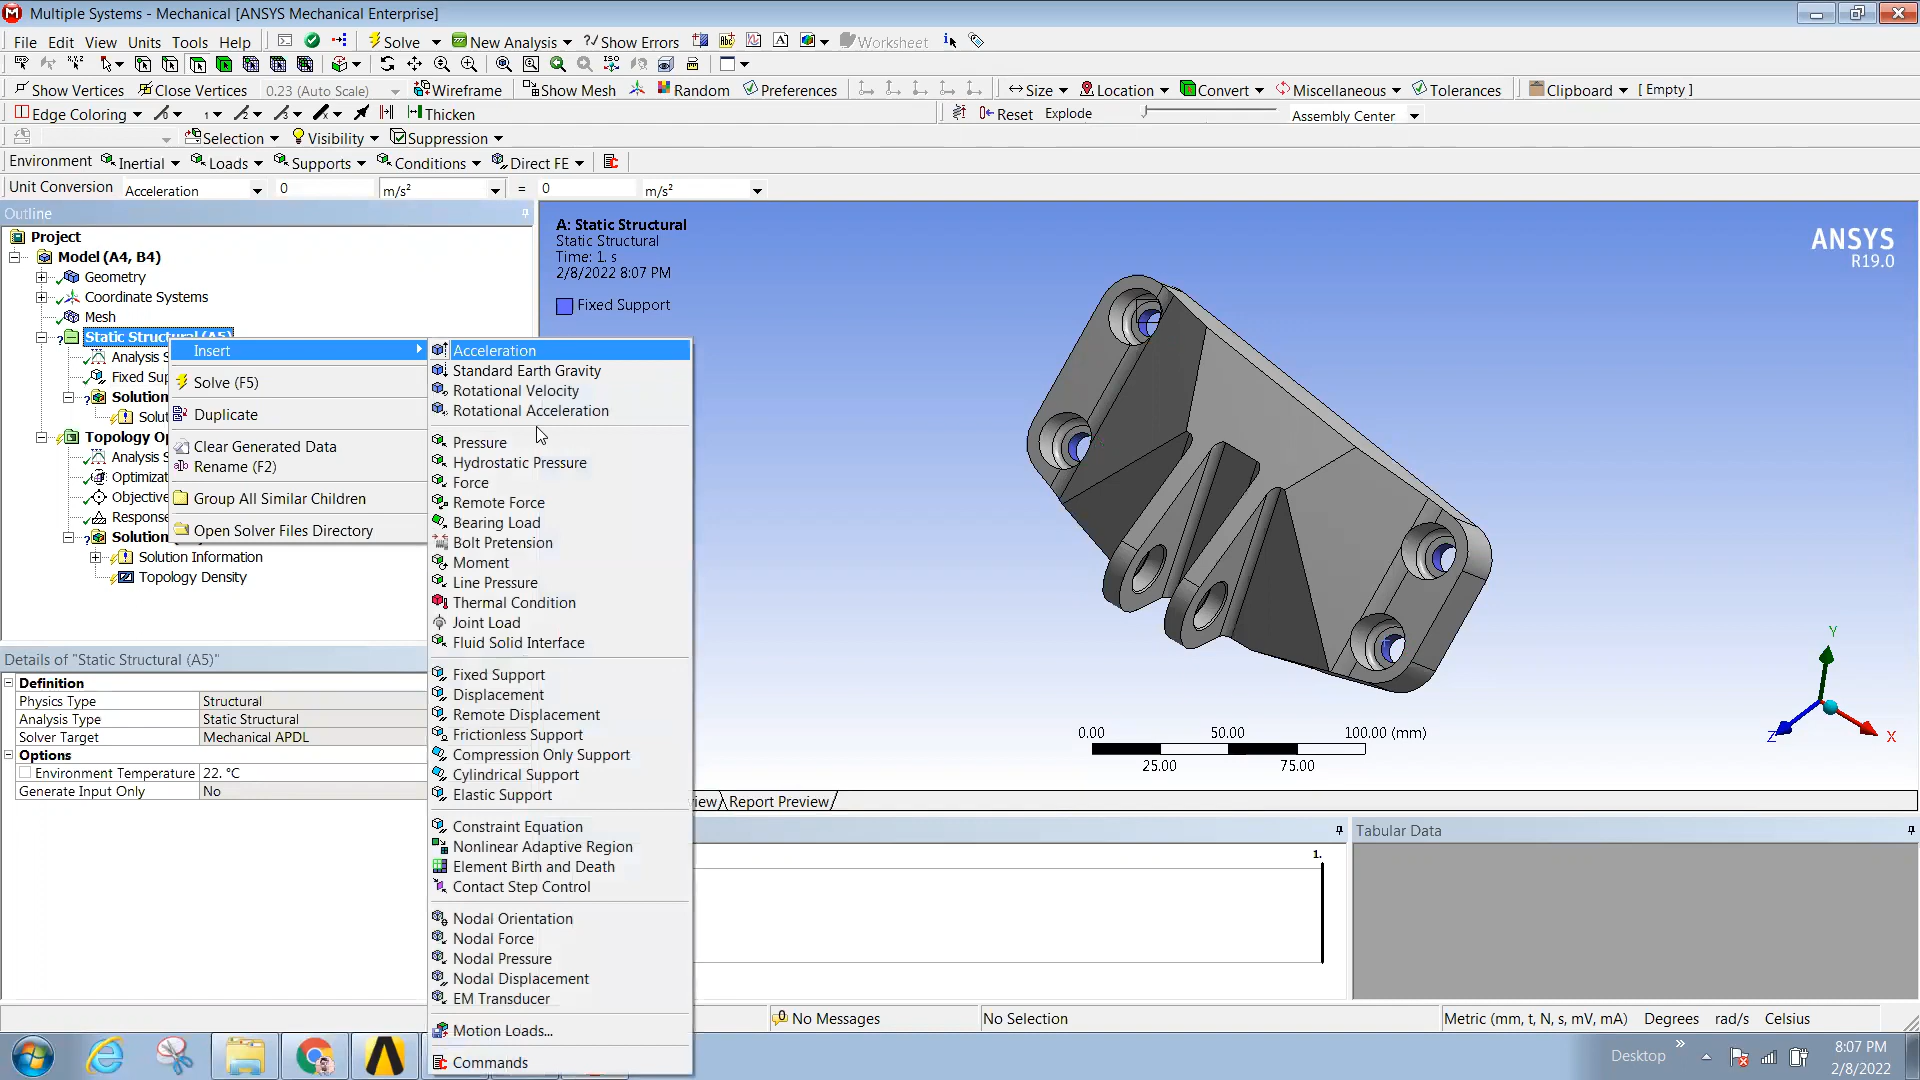 Multiple Systems - Mechanical [ANSYS Mechanical Enterprise]
File Edit View Units Tools Help Solve New Analysis Show Errors Worksheet
Show Vertices Close Vertices 0.23 (Auto Scale) Wireframe Show Mesh Random Preferences Size Location Convert Miscellaneous Tolerances Clipboard [ Empty ]
Edge Coloring Thicken Reset Explode Assembly Center
Selection Visibility Suppression
Environment Inertial Loads Supports Conditions Direct FE
Unit Conversion Acceleration 0 m/s² = 0 m/s²
Outline
Project
Model (A4, B4)
Geometry
Coordinate Systems
Mesh
Static Structural (A5)
Analysis S
Fixed Sup
Solution
Solut
Topology Op
Analysis S
Optimizat
Objective
Response
Solution
Solution Information
Topology Density
Insert
Solve (F5)
Duplicate
Clear Generated Data
Rename (F2)
Group All Similar Children
Open Solver Files Directory
Acceleration
Standard Earth Gravity
Rotational Velocity
Rotational Acceleration
Pressure
Hydrostatic Pressure
Force
Remote Force
Bearing Load
Bolt Pretension
Moment
Line Pressure
Thermal Condition
Joint Load
Fluid Solid Interface
Fixed Support
Displacement
Remote Displacement
Frictionless Support
Compression Only Support
Cylindrical Support
Elastic Support
Constraint Equation
Nonlinear Adaptive Region
Element Birth and Death
Contact Step Control
Nodal Orientation
Nodal Force
Nodal Pressure
Nodal Displacement
EM Transducer
Motion Loads...
Commands
A: Static Structural
Static Structural
Time: 1. s
2/8/2022 8:07 PM
Fixed Support
ANSYS
R19.0
Y
Z
X
0.00 50.00 100.00 (mm)
25.00 75.00
Details of "Static Structural (A5)"
Definition
Physics Type Structural
Analysis Type Static Structural
Solver Target Mechanical APDL
Options
Environment Temperature 22. °C
Generate Input Only No
iew Report Preview
Tabular Data
1.
0 No Messages No Selection Metric (mm, t, N, s, mV, mA) Degrees rad/s Celsius
Desktop
8:07 PM
2/8/2022